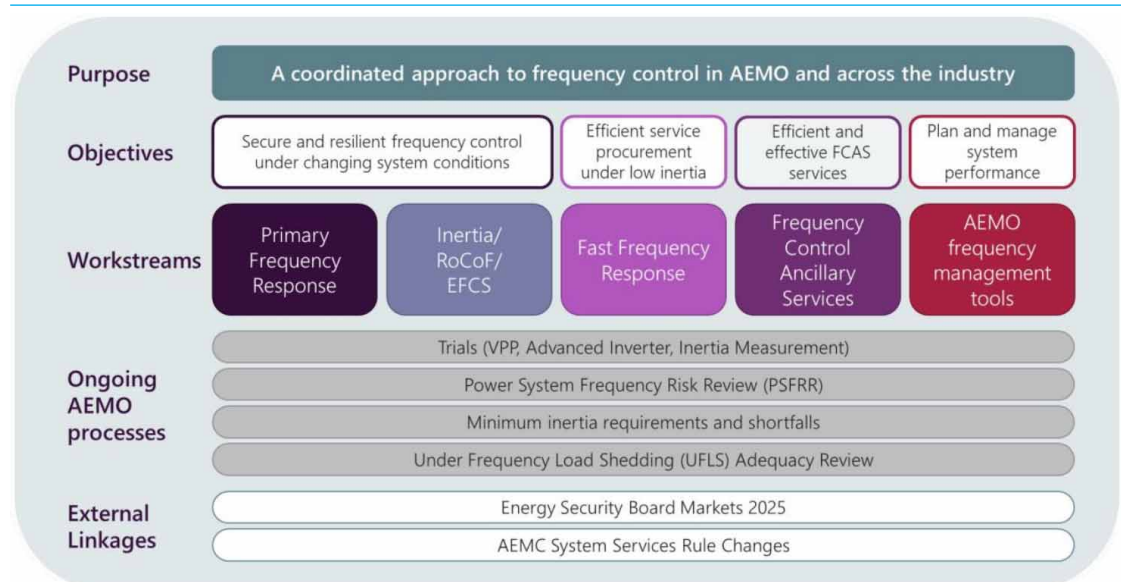 Purpose
A coordinated approach to frequency control in AEMO and across the industry
Objectives
Secure and resilient frequency control
under changing system conditions
Efficient service
procurement
under low inertia
Efficient and
effective FCAS
services
Plan and manage
system
performance
Workstreams
Primary
Frequency
Response
Inertia/
RoCoF/
EFCS
Fast Frequency
Response
Frequency
Control
Ancillary
Services
AEMO
frequency
management
tools
Ongoing
AEMO
processes
Trials (VPP, Advanced Inverter, Inertia Measurement)
Power System Frequency Risk Review (PSFRR)
Minimum inertia requirements and shortfalls
Under Frequency Load Shedding (UFLS) Adequacy Review
External
Linkages
Energy Security Board Markets 2025
AEMC System Services Rule Changes